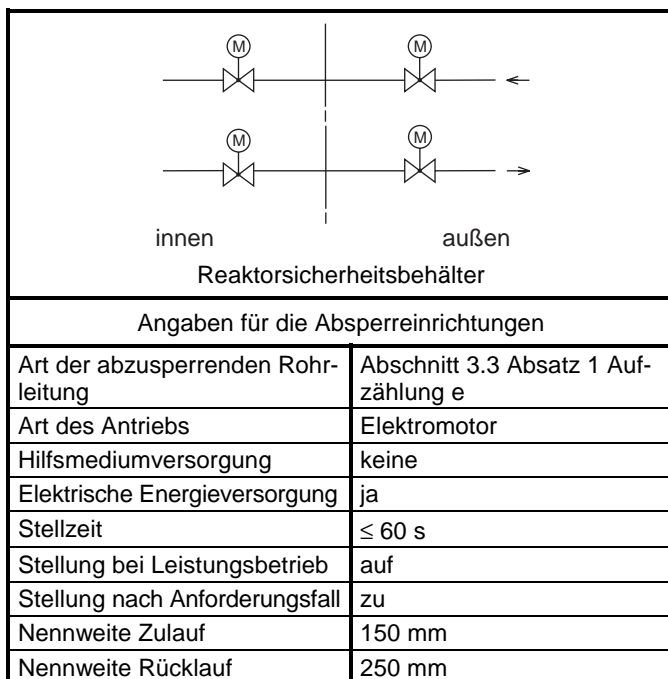 M M
M M
innen außen
Reaktorsicherheitsbehälter
Angaben für die Absperreinrichtungen
Art der abzusperrenden Rohr- Abschnitt 3.3 Absatz 1 Auf-
leitung zählung e
Art des Antriebs Elektromotor
Hilfsmediumversorgung keine
Elektrische Energieversorgung ja
Stellzeit ≤ 60 s
Stellung bei Leistungsbetrieb auf
Stellung nach Anforderungsfall zu
Nennweite Zulauf 150 mm
Nennweite Rücklauf 250 mm